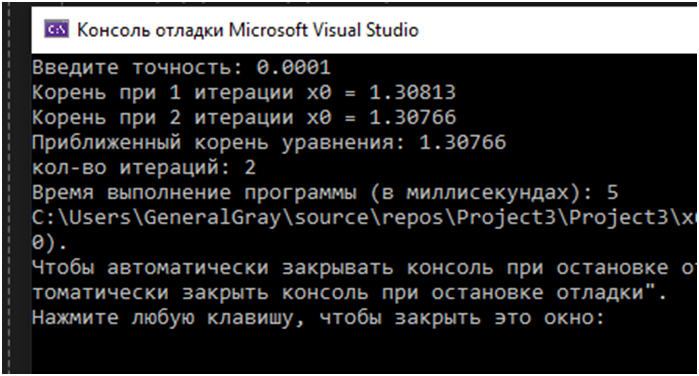 Консоль отладки Microsoft Visual Studio
Введите точность: 0.0001
Корень при 1 итерации x0 = 1.30813
Корень при 2 итерации x0 = 1.30766
Приближенный корень уравнения: 1.30766
кол-во итераций: 2
Время выполнение программы (в миллисекундах): 5
C:\Users\GeneralGray\source\repos\Project3\Project3\x
0).
Чтобы автоматически закрывать консоль при остановке
томатически закрыть консоль при остановке отладки".
Нажмите любую клавишу, чтобы закрыть это окно: